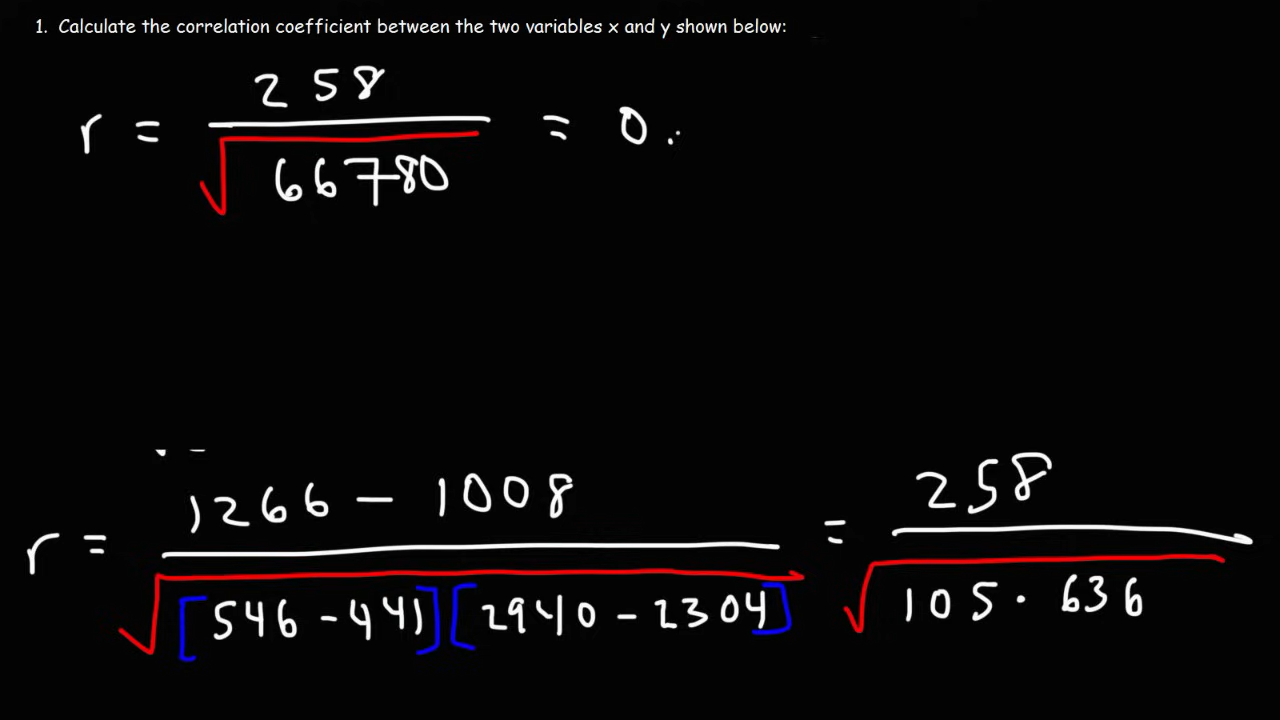 1. Calculate the correlation coefficient between the two variables x and y shown below:
r = 258 / √66780 = 0.
r = 1266 - 1008 / √[546 - 441][2940 - 2304] = 258 / √105 · 636